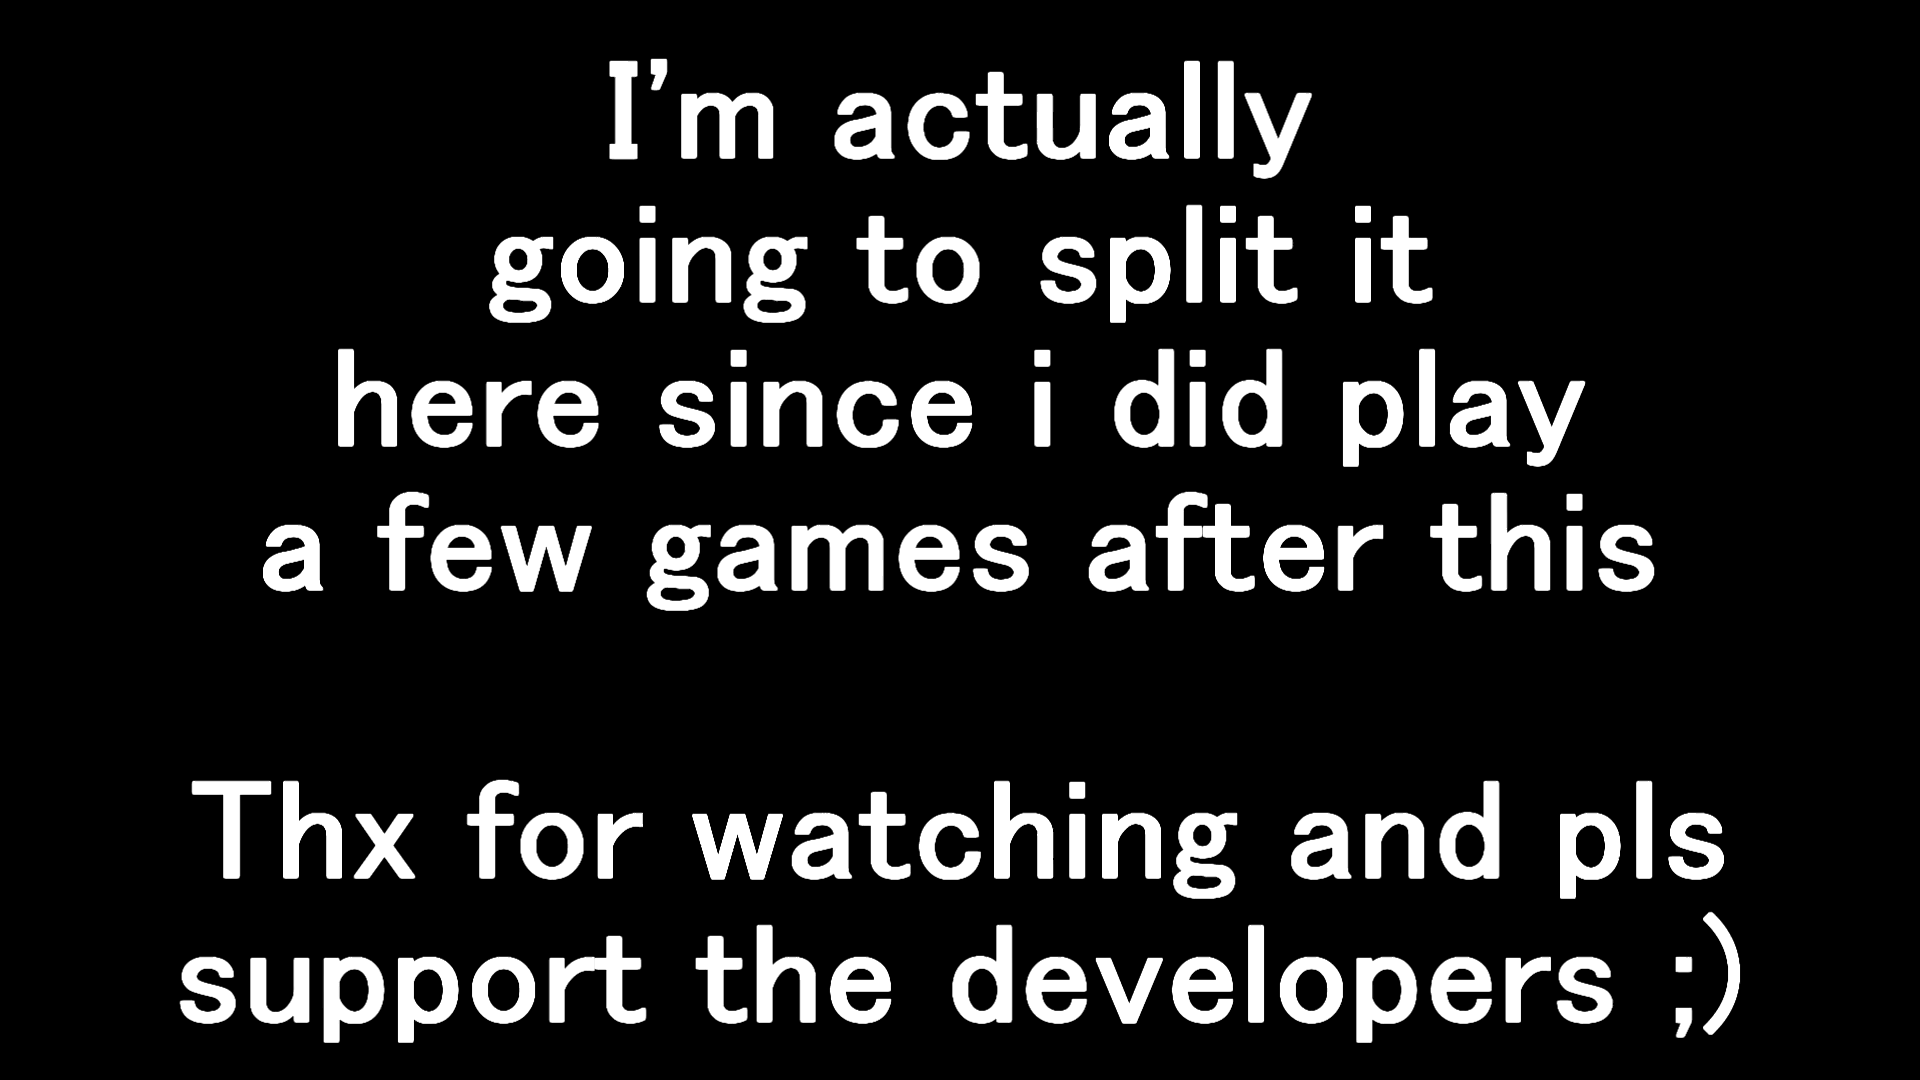 I'm actually
going to split it
here since i did play
a few games after this
Thx for watching and pls
support the developers ;)